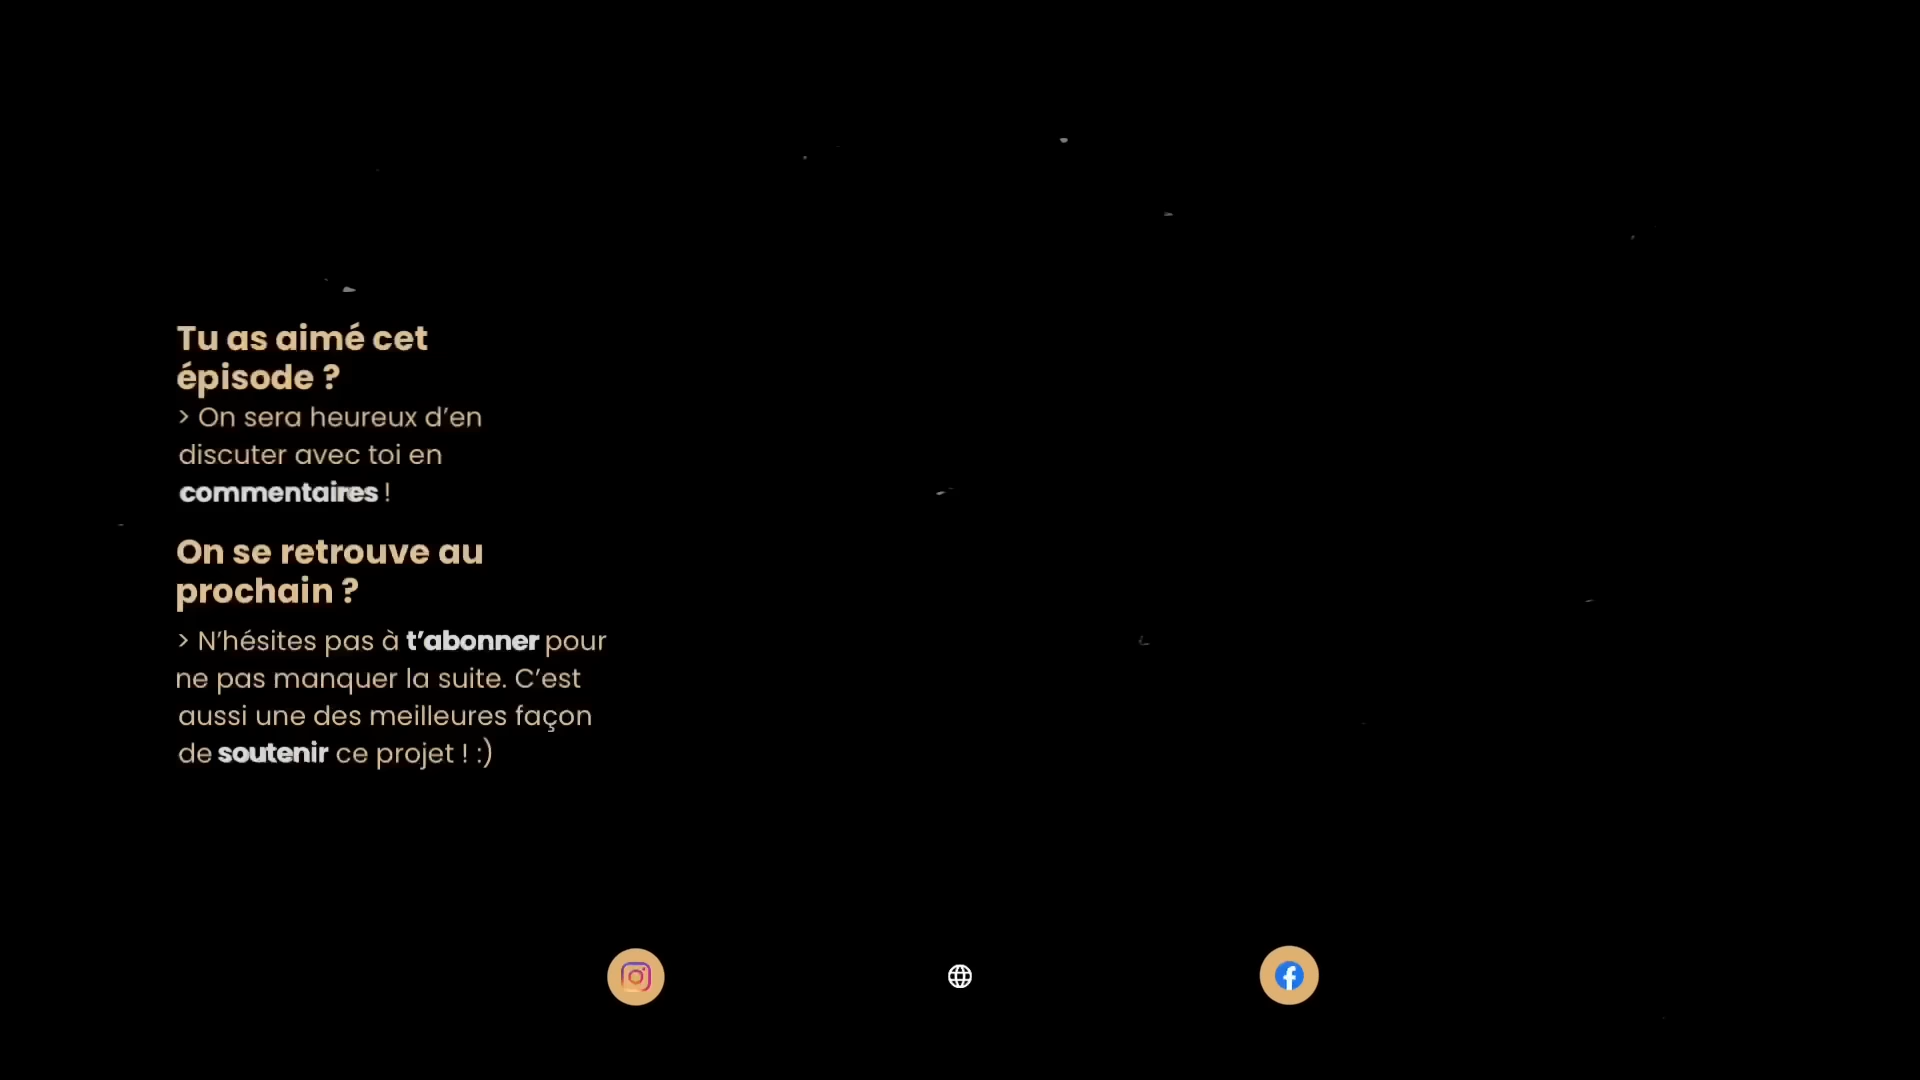 Tu as aimé cet
épisode ?
> On sera heureux d’en
discuter avec toi en
commentaires !
On se retrouve au
prochain ?
> N’hésites pas à t’abonner pour
ne pas manquer la suite. C’est
aussi une des meilleures façon
de soutenir ce projet ! :)